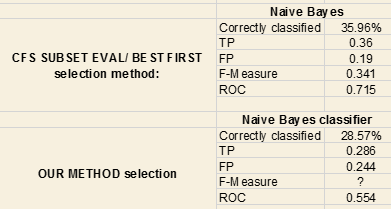 Naive Bayes
Correctly classified 35.96%
TP 0.36
CFS SUBSET EVAL/ BESTFIRST
selection method:
FP 0.19
F-Measure 0.341
ROC 0.715
Naive Bayes classifier
Correctly classified 28.57%
TP 0.286
OUR METHOD selection
FP 0.244
F-Measure ?
ROC 0.554